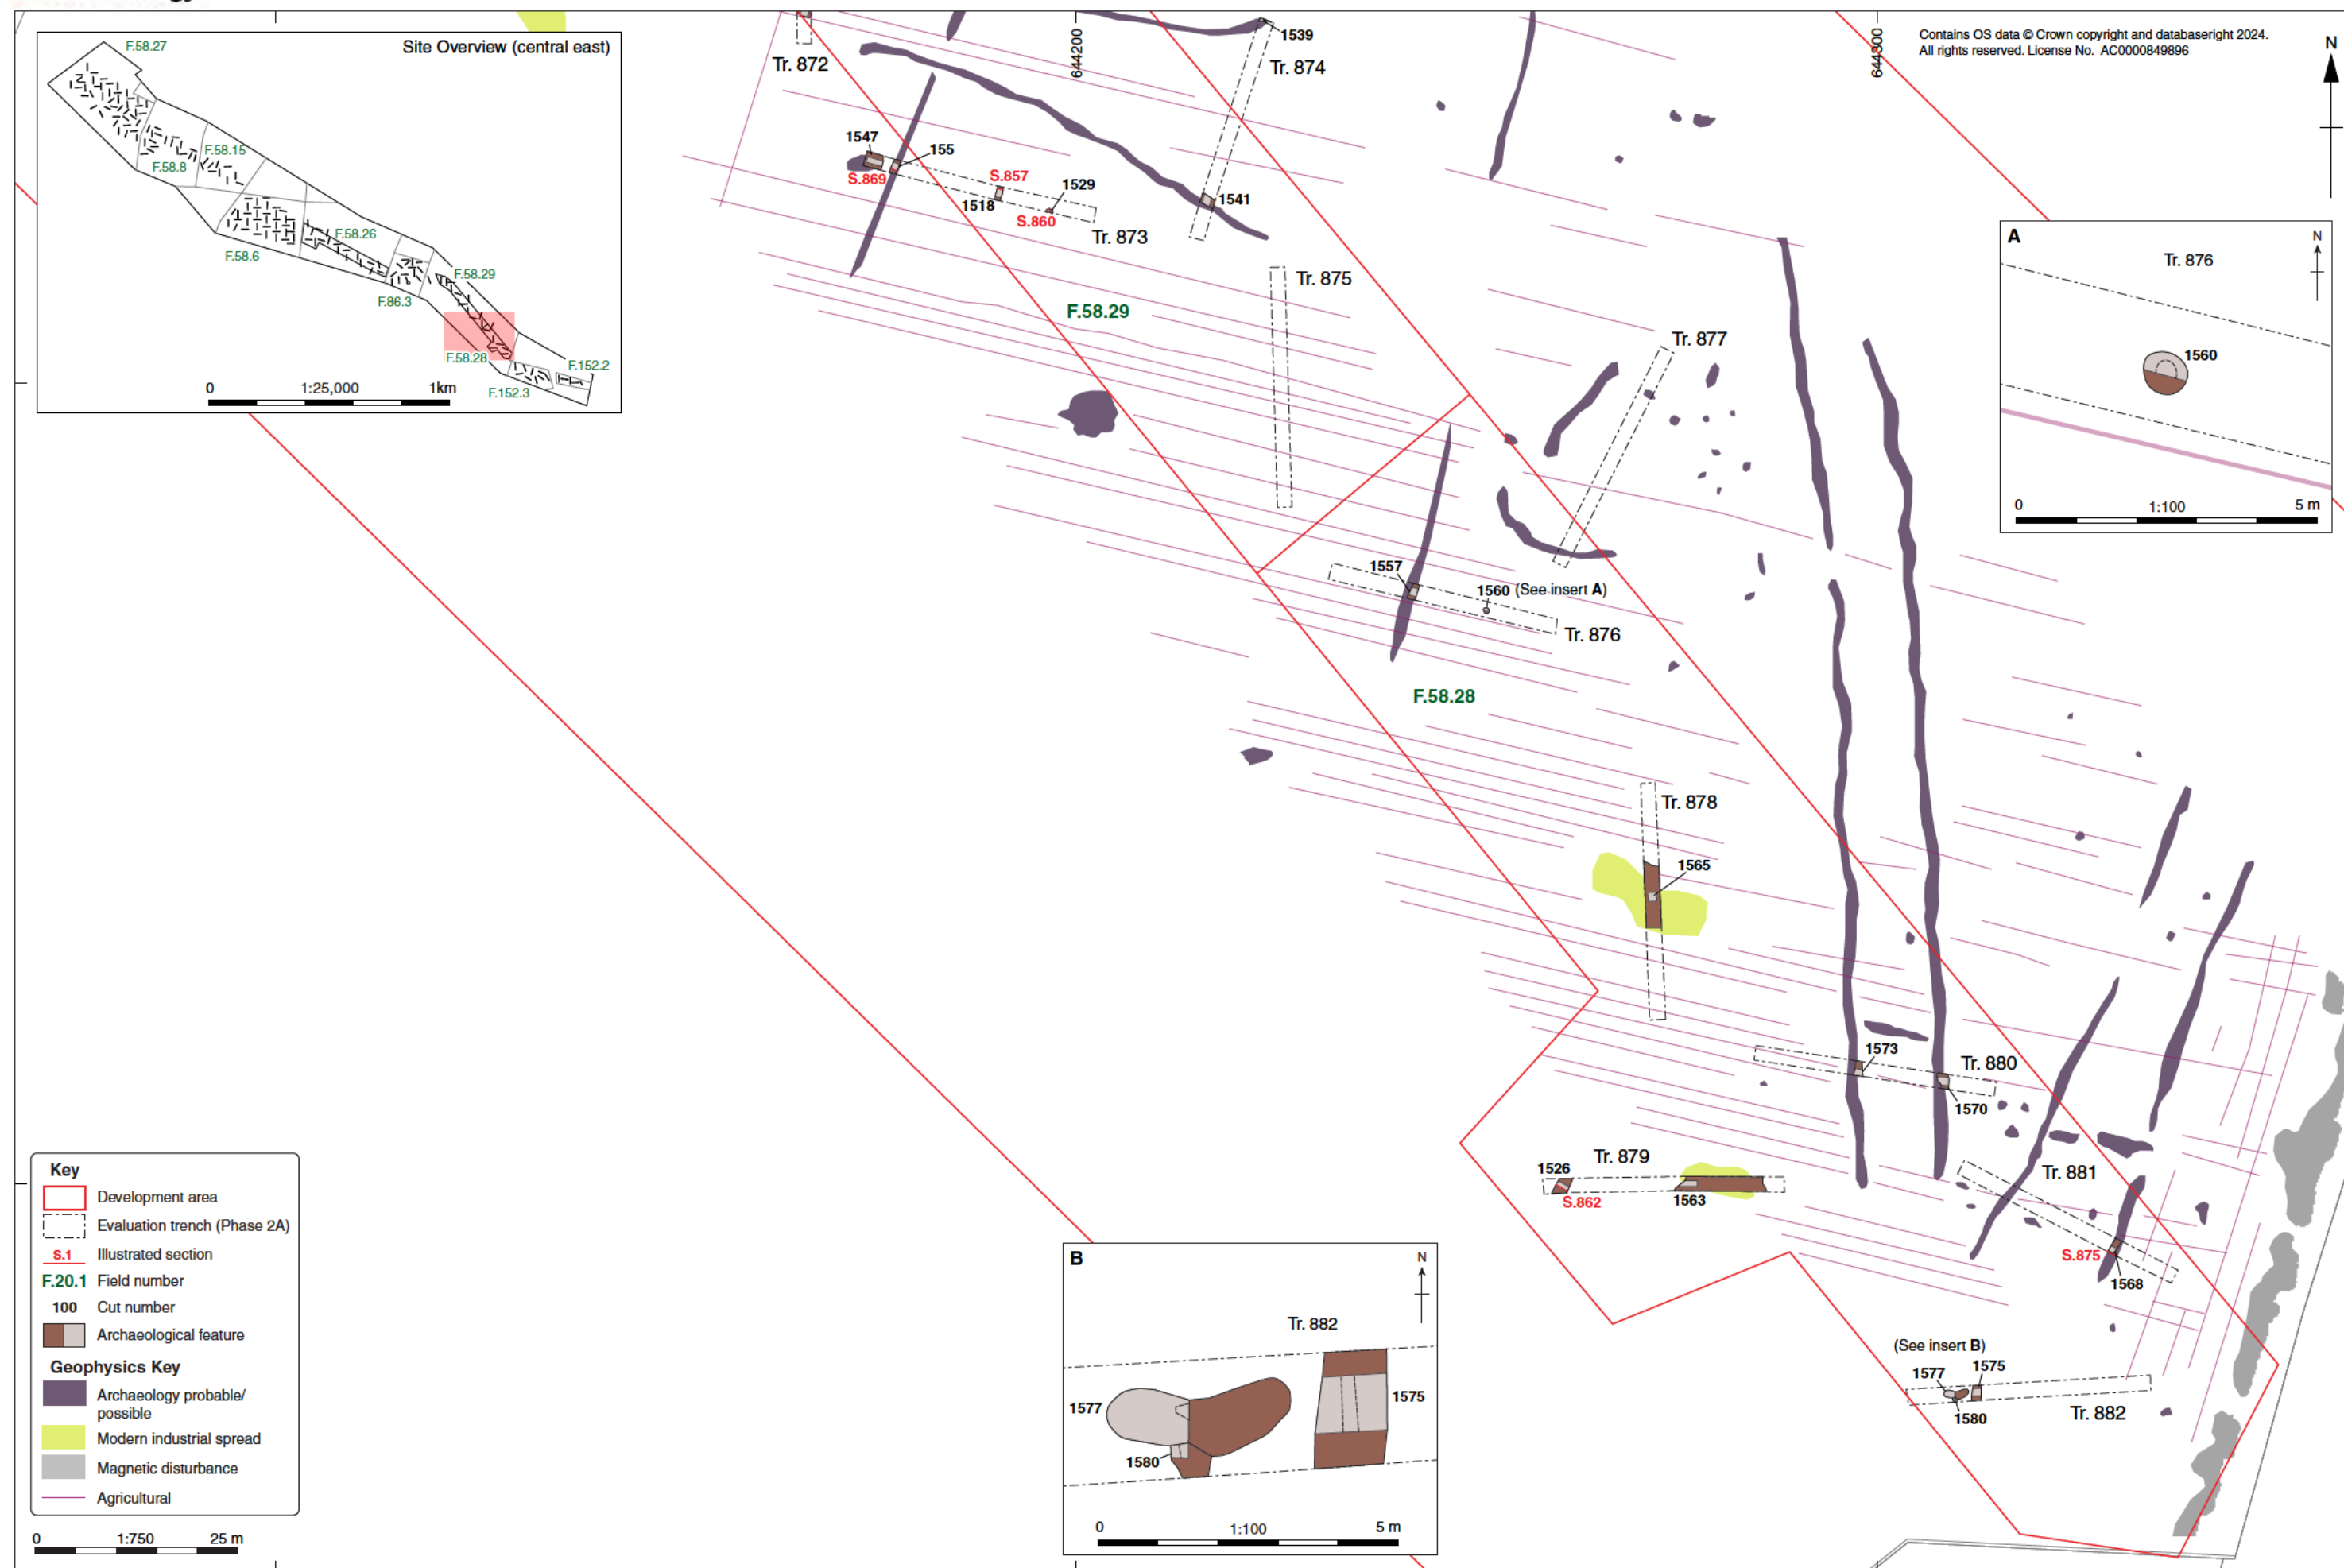 Site Overview (central east)
F.58.27
F.58.15
F.58.8
F.58.26
F.58.6
F.58.29
F.86.3
F.58.28
F.152.2
F.152.3
0 1:25,000 1km
644200
644300
Contains OS data © Crown copyright and databaseright 2024.
All rights reserved. License No. AC0000849896
N
Tr. 872
1539
Tr. 874
1547
155
S.869
S.857
1529
1518
S.860
1541
Tr. 873
Tr. 875
F.58.29
Tr. 877
A
N
Tr. 876
1560
0 1:100 5 m
1557
1560 (See insert A)
Tr. 876
F.58.28
Tr. 878
1565
1573
Tr. 880
1570
Tr. 879
1526
S.862
1563
Tr. 881
S.875
1568
(See insert B)
1577
1575
1580
Tr. 882
B
N
Tr. 882
1577
1575
1580
0 1:100 5 m
Key
Development area
Evaluation trench (Phase 2A)
S.1 Illustrated section
F.20.1 Field number
100 Cut number
Archaeological feature
Geophysics Key
Archaeology probable/
possible
Modern industrial spread
Magnetic disturbance
Agricultural
0 1:750 25 m